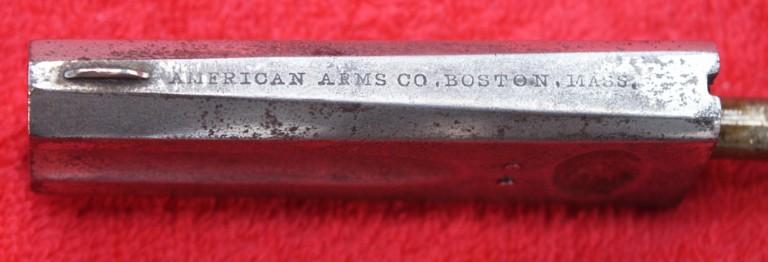 AMERICAN ARMS CO. BOSTON, MASS.